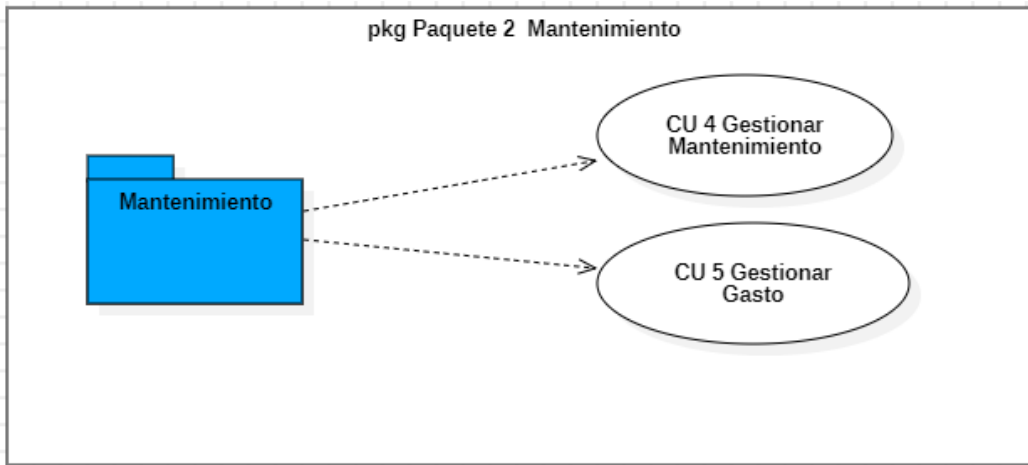 pkg Paquete 2 Mantenimiento
CU 4 Gestionar
Mantenimiento
Mantenimiento
CU 5 Gestionar
Gasto